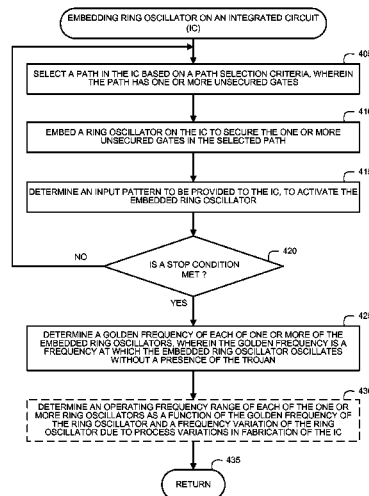 EMBEDDING RING OSCILLATOR ON AN INTEGRATED CIRCUIT
(IC)
405
SELECT A PATH IN THE IC BASED ON A PATH SELECTION CRITERIA, WHEREIN
THE PATH HAS ONE OR MORE UNSECURED GATES
410
EMBED A RING OSCILLATOR ON THE IC TO SECURE THE ONE OR MORE
UNSECURED GATES IN THE SELECTED PATH
415
DETERMINE AN INPUT PATTERN TO BE PROVIDED TO THE IC, TO ACTIVATE THE
EMBEDDED RING OSCILLATOR
420
NO
IS A STOP CONDITION
MET ?
YES
425
DETERMINE A GOLDEN FREQUENCY OF EACH OF ONE OR MORE OF THE
EMBEDDED RING OSCILLATORS, WHEREIN THE GOLDEN FREQUENCY IS A
FREQUENCY AT WHICH THE EMBEDDED RING OSCILLATOR OSCILLATES
WITHOUT A PRESENCE OF THE TROJAN
430
DETERMINE AN OPERATING FREQUENCY RANGE OF EACH OF THE ONE OR
MORE RING OSCILLATORS AS A FUNCTION OF THE GOLDEN FREQUENCY OF
THE RING OSCILLATOR AND A FREQUENCY VARIATION OF THE RING
OSCILLATOR DUE TO PROCESS VARIATIONS IN FABRICATION OF THE IC
435
RETURN